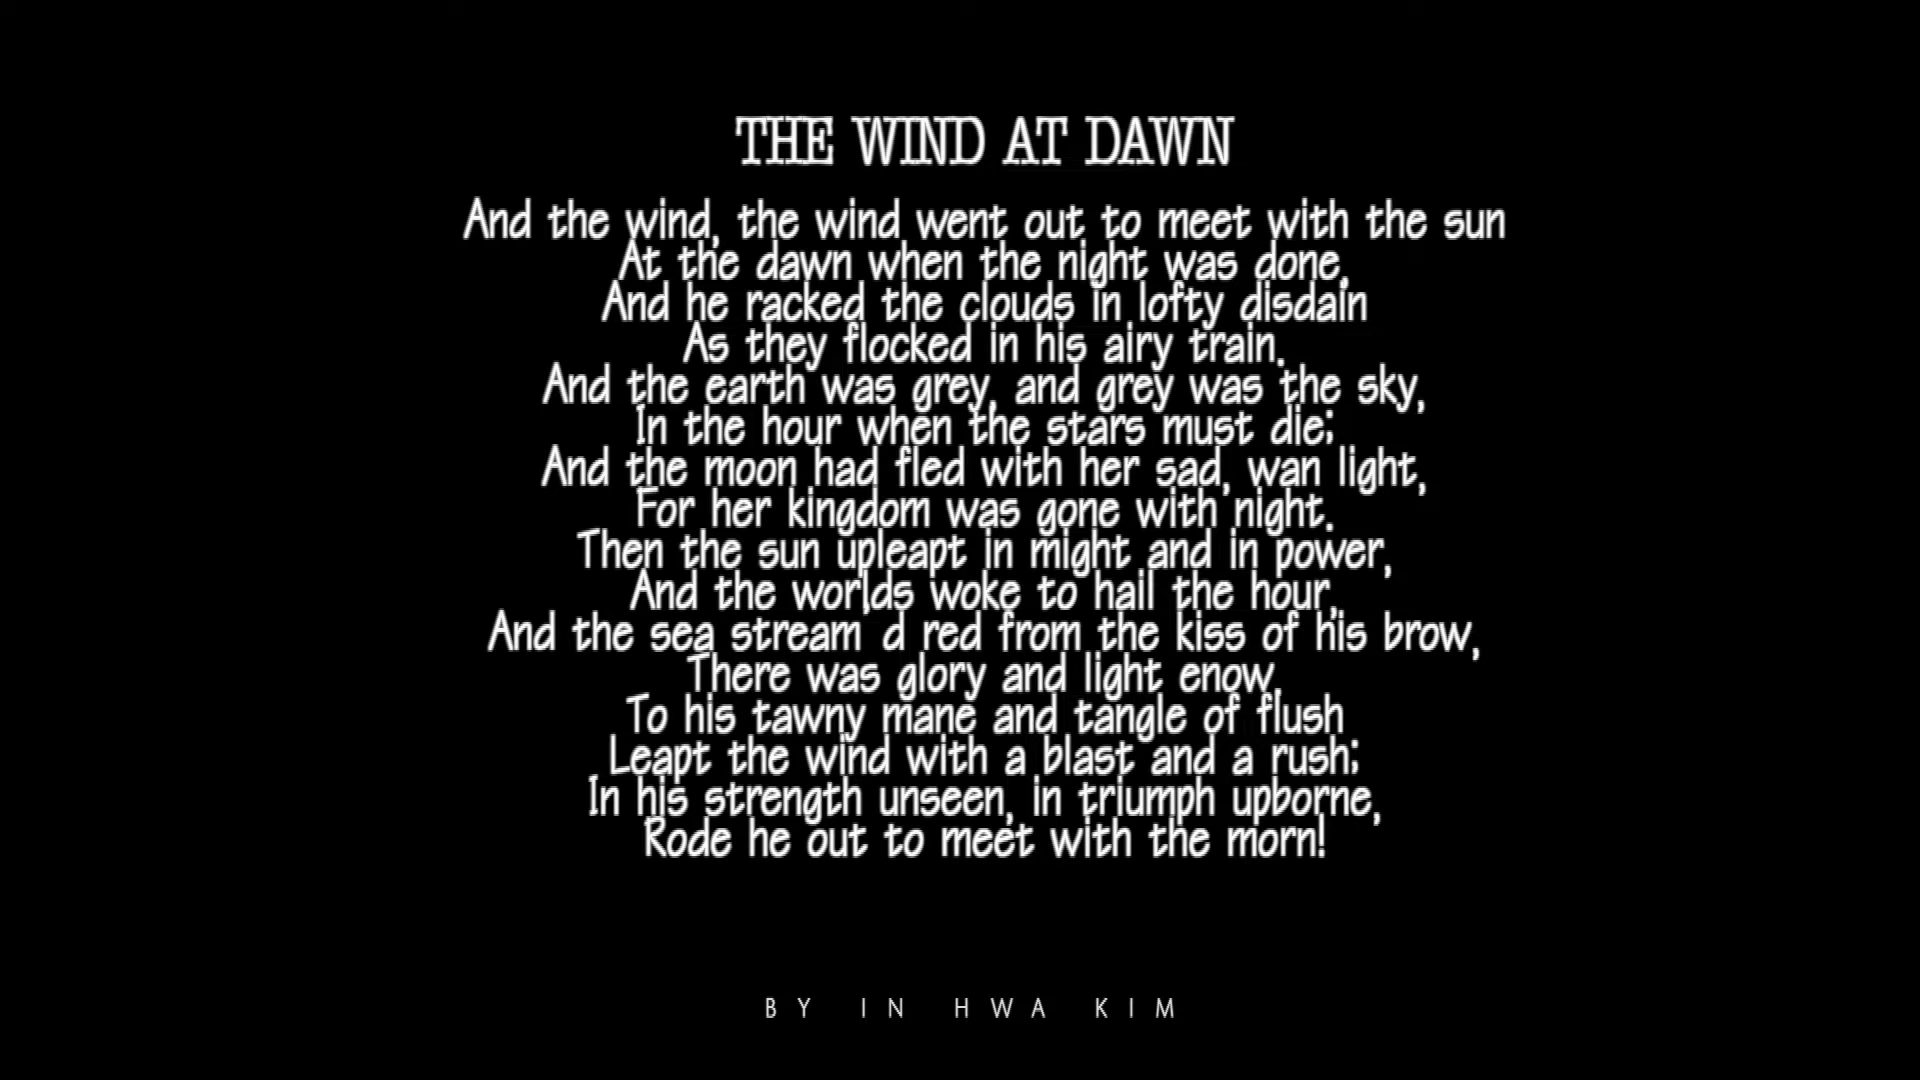 THE WIND AT DAWN
And the wind, the wind went out to meet with the sun
At the dawn when the night was done,
And he racked the clouds in lofty disdain
As they flocked in his airy train.
And the earth was grey, and grey was the sky,
In the hour when the stars must die;
And the moon had fled with her sad, wan light,
For her kingdom was gone with night.
Then the sun upleapt in might and in power,
And the worlds woke to hail the hour,
And the sea stream d red from the kiss of his brow,
There was glory and light enow.
To his tawny mane and tangle of flush
Leapt the wind with a blast and a rush;
In his strength unseen, in triumph upborne,
Rode he out to meet with the morn!
BY IN HWA KIM